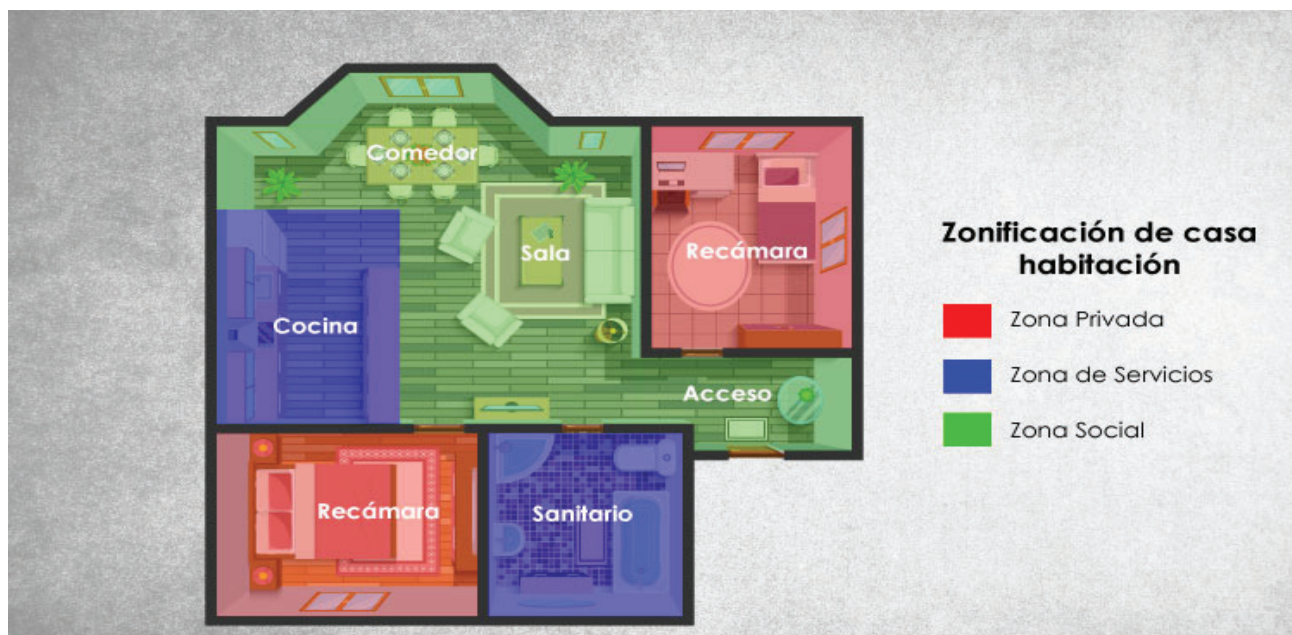 Comedor
Sala
Recámara
Cocina
Acceso
Recámara
Sanitario
Zonificación de casa
habitación
Zona Privada
Zona de Servicios
Zona Social